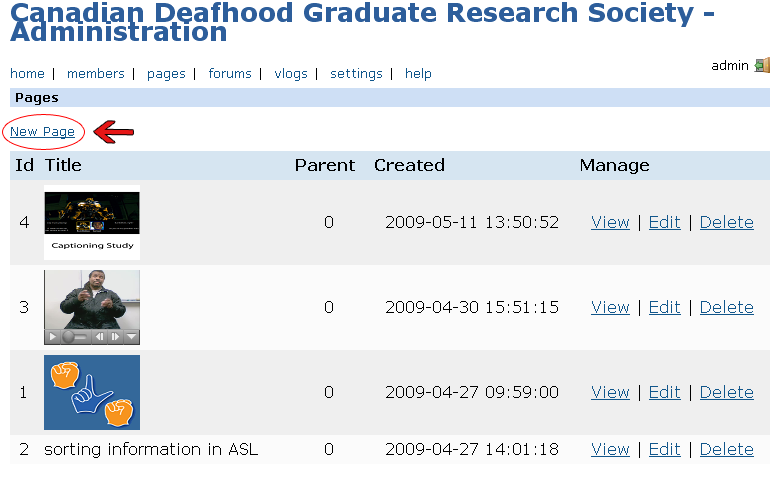 Canadian Deafhood Graduate Research Society -
Administration
home | members | pages | forums | vlogs | settings | help
admin
Pages
New Page
Id Title Parent Created Manage
4 0 2009-05-11 13:50:52 View | Edit | Delete
Captioning Study
3 0 2009-04-30 15:51:15 View | Edit | Delete
1 0 2009-04-27 09:59:00 View | Edit | Delete
2 sorting information in ASL 0 2009-04-27 14:01:18 View | Edit | Delete